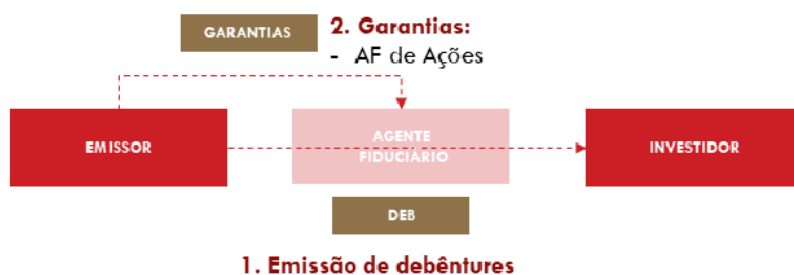 GARANTIAS
2. Garantias:
- AF de Ações
EMISSOR
AGENTE
FIDUCIÁRIO
INVESTIDOR
DEB
1. Emissão de debêntures